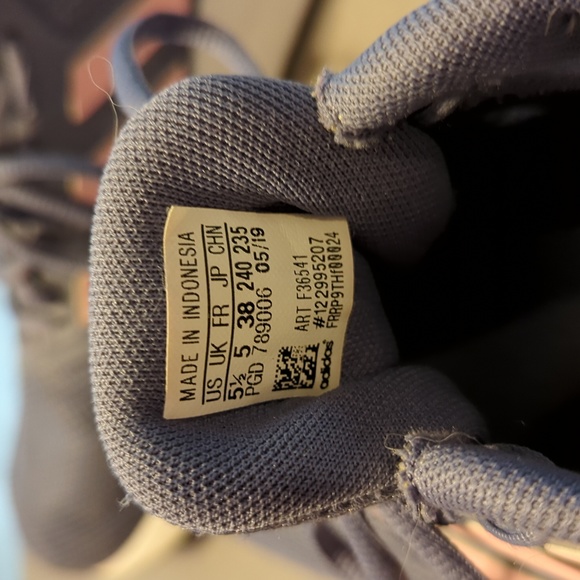 MADE IN INDONESIA
US UK FR JP CHN
5½ 5 38 240 235
PGD 789006 05/19
ART F36541
#122995207
adidas